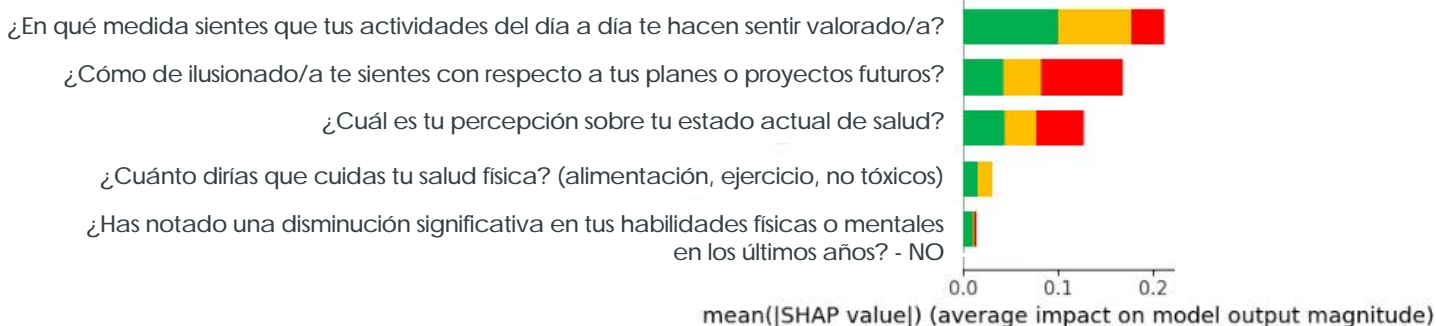 ¿En qué medida sientes que tus actividades del día a día te hacen sentir valorado/a?
¿Cómo de ilusionado/a te sientes con respecto a tus planes o proyectos futuros?
¿Cuál es tu percepción sobre tu estado actual de salud?
¿Cuánto dirías que cuidas tu salud física? (alimentación, ejercicio, no tóxicos)
¿Has notado una disminución significativa en tus habilidades físicas o mentales
en los últimos años? - NO
0.0 0.1 0.2
mean(|SHAP value|) (average impact on model output magnitude)